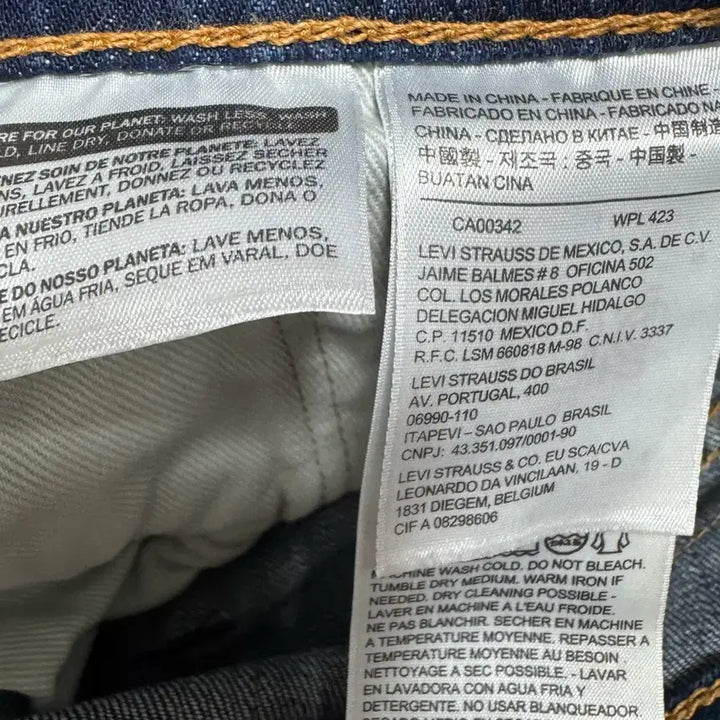 RE FOR OUR PLANET: WASH LESS, WASH
LD, LINE DRY, DONATE OR RECY
NEZ SOIN DE NOTRE PLANETE: LAVEZ
NS, LAVEZ A FROID, LAISSEZ SECHER
URELLEMENT, DONNEZ OU RECYCLEZ
A NUESTRO PLANETA: LAVA MENOS,
EN FRIO, TIENDE LA ROPA, DONA O
CLA.
E DO NOSSO PLANETA: LAVE MENOS,
EM AGUA FRIA, SEQUE EM VARAL, DOE
ECICLE.
MADE IN CHINA - FABRIQUE EN CHINE -
FABRICADO EN CHINA - FABRICADO NA
CHINA - СДЕЛАНО В КИТАЕ - 中国制造
中國製 - 제조국 : 중국 - 中国製 -
BUATAN CINA
CA00342 WPL 423
LEVI STRAUSS DE MEXICO, S.A. DE C.V.
JAIME BALMES # 8 OFICINA 502
COL. LOS MORALES POLANCO
DELEGACION MIGUEL HIDALGO
C.P. 11510 MEXICO D.F.
R.F.C. LSM 660818 M-98 C.N.I.V. 3337
LEVI STRAUSS DO BRASIL
AV. PORTUGAL, 400
06990-110
ITAPEVI – SAO PAULO BRASIL
CNPJ: 43.351.097/0001-90
LEVI STRAUSS & CO. EU SCA/CVA
LEONARDO DA VINCILAAN, 19 - D
1831 DIEGEM, BELGIUM
CIF A 08298606
MACHINE WASH COLD. DO NOT BLEACH.
TUMBLE DRY MEDIUM. WARM IRON IF
NEEDED. DRY CLEANING POSSIBLE -
LAVER EN MACHINE A L'EAU FROIDE.
NE PAS BLANCHIR. SECHER EN MACHINE
A TEMPERATURE MOYENNE. REPASSER A
TEMPERATURE MOYENNE AU BESOIN.
NETTOYAGE A SEC POSSIBLE. - LAVAR
EN LAVADORA CON AGUA FRIA Y
DETERGENTE. NO USAR BLANQUEADOR.